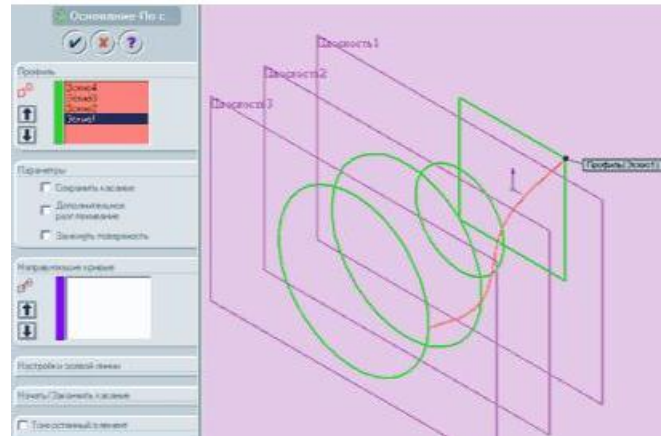 Основание-По с...
Профиль
Эскиз4
Эскиз3
Эскиз2
Эскиз1
Параметры
Сохранить касание
Дополнительное
разглаживание
Замкнуть поверхность
Направляющие кривые
Настройки осевой линии
Начать/Закончить касание
Тонкостенный элемент
Плоскость1
Плоскость2
Плоскость3
Профиль(Эскиз1)